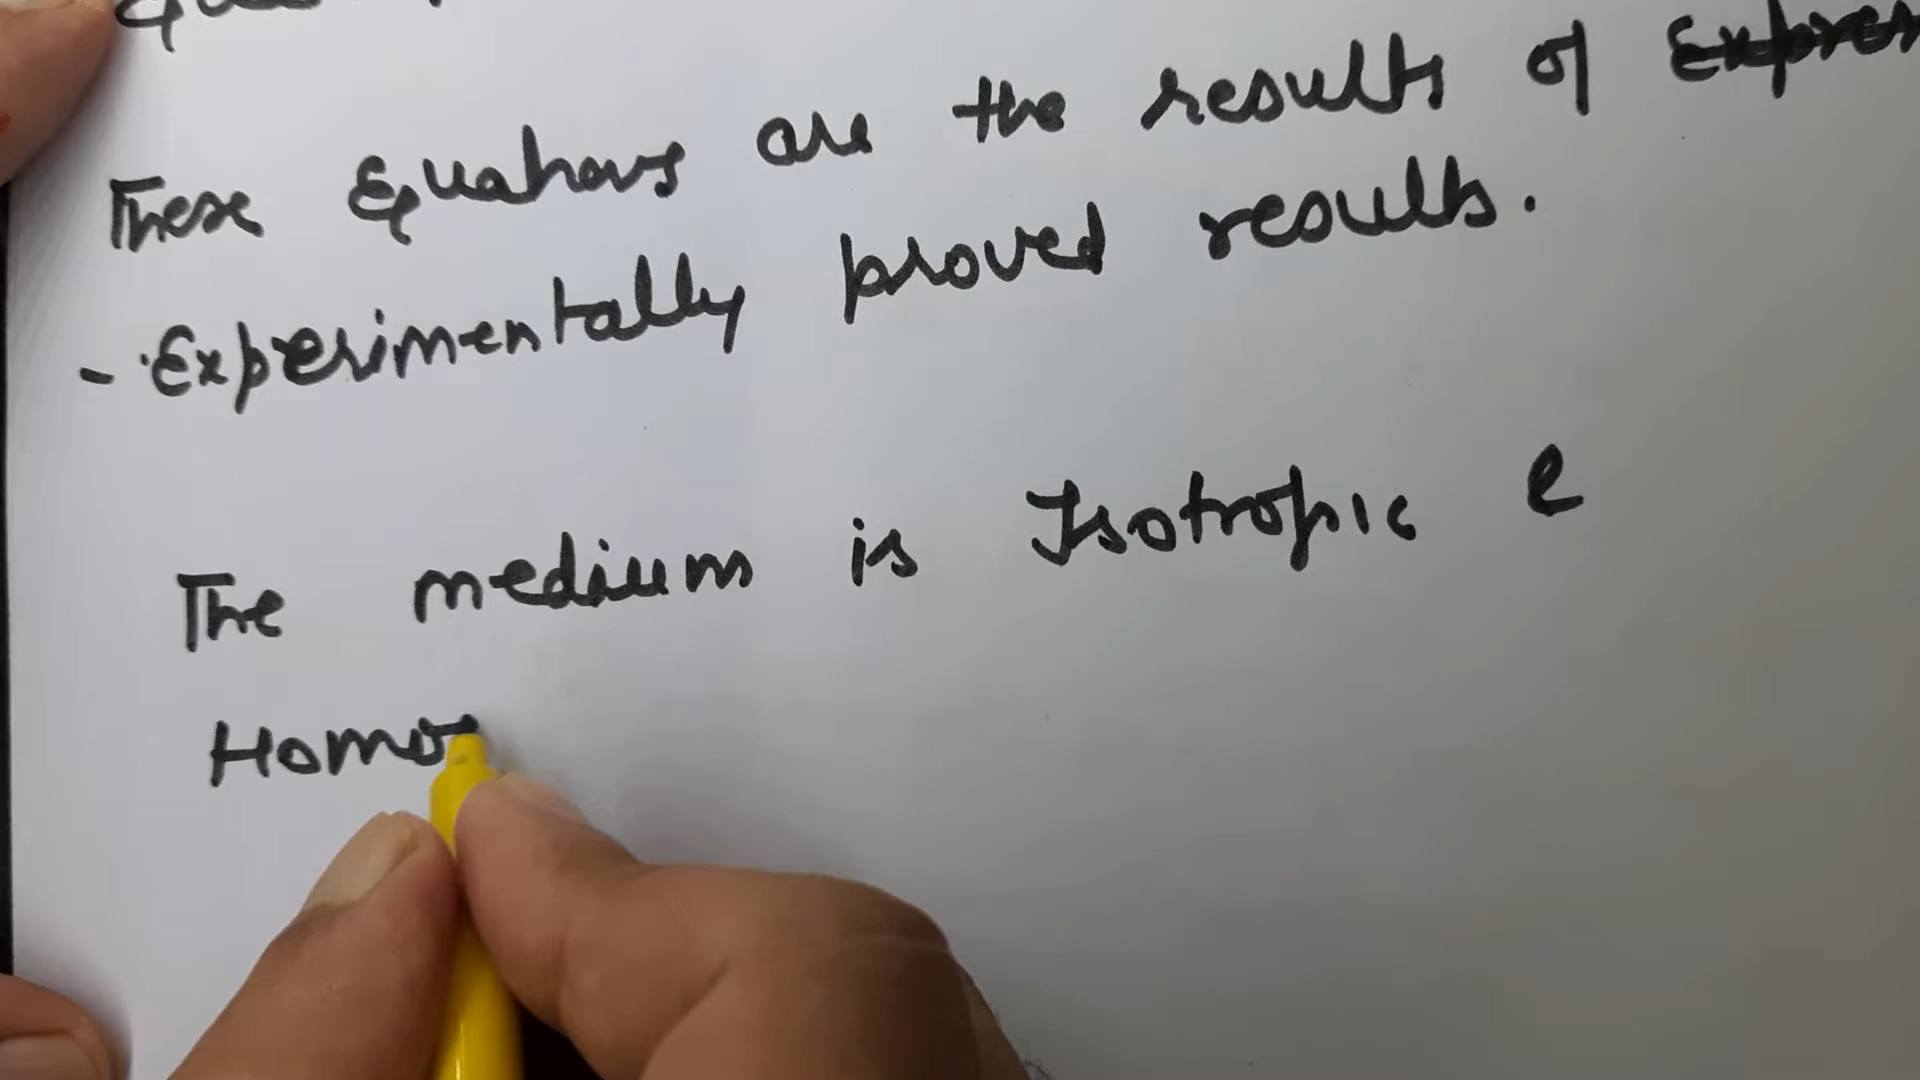 These Equations are the results of
- Experimentally proved results.
The medium is Isotropic &
Homo